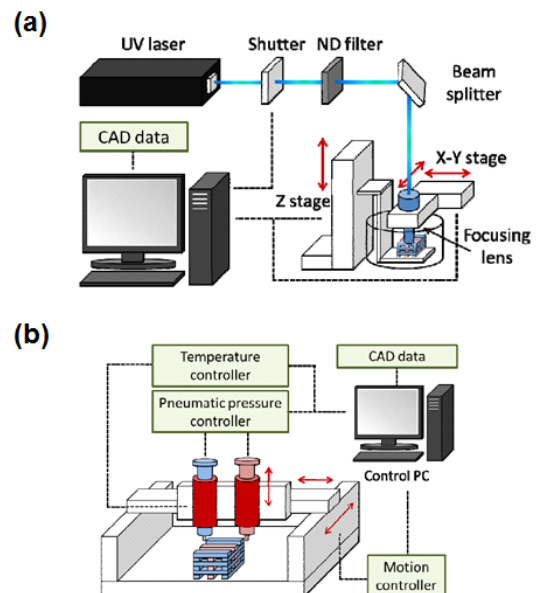 (a)
UV laser
Shutter
ND filter
Beam
splitter
CAD data
X-Y stage
Z stage
Focusing
lens
(b)
Temperature
controller
CAD data
Pneumatic pressure
controller
Control PC
Motion
controller